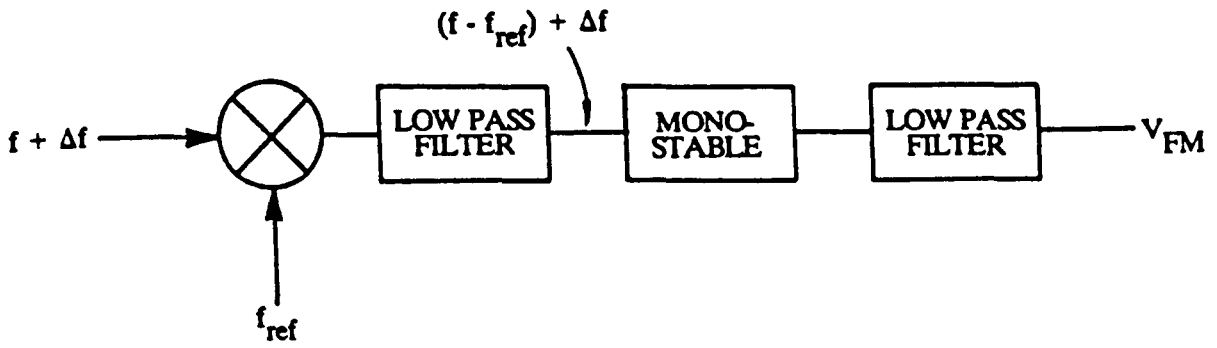 (f - f_ref) + Δf
f + Δf
LOW PASS
FILTER
MONO-
STABLE
LOW PASS
FILTER
V_FM
f_ref